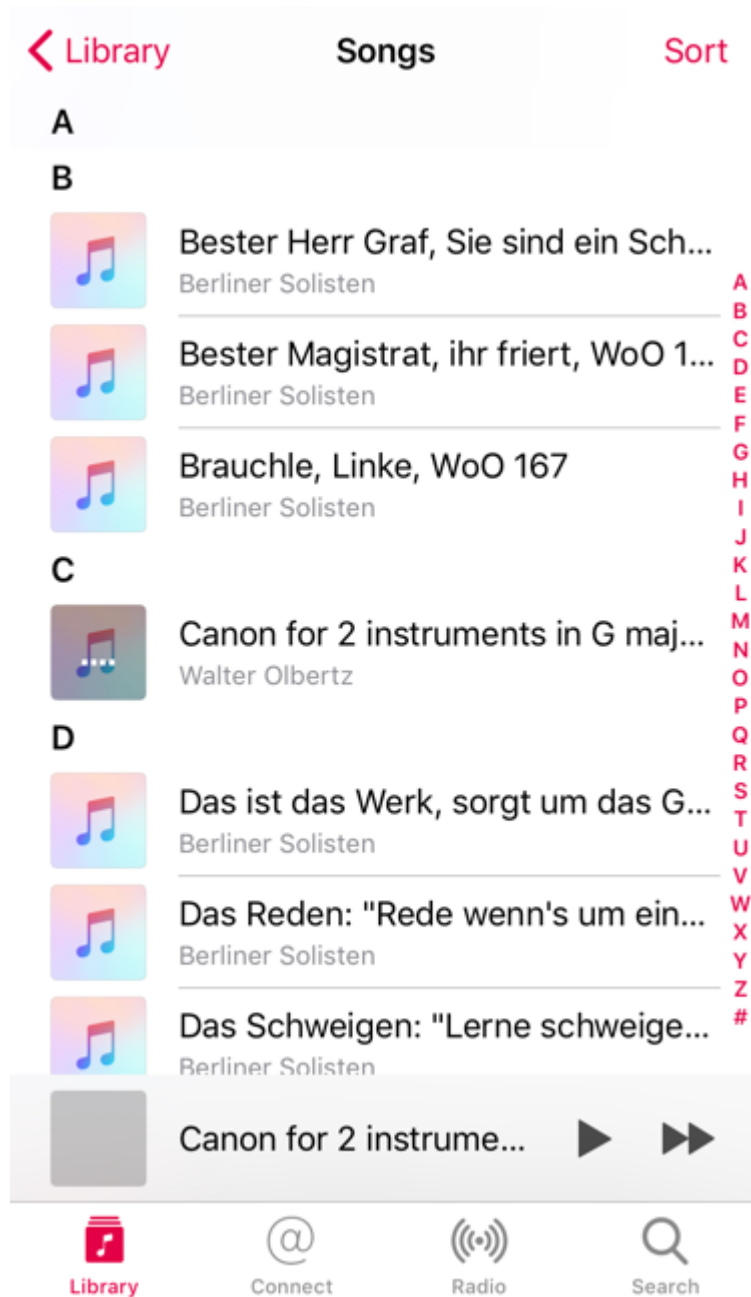 Library Songs Sort
A
B
Bester Herr Graf, Sie sind ein Sch...
Berliner Solisten
Bester Magistrat, ihr friert, WoO 1...
Berliner Solisten
Brauchle, Linke, WoO 167
Berliner Solisten
C
Canon for 2 instruments in G maj...
Walter Olbertz
D
Das ist das Werk, sorgt um das G...
Berliner Solisten
Das Reden: "Rede wenn's um ein...
Berliner Solisten
Das Schweigen: "Lerne schweige...
Berliner Solisten
A
B
C
D
E
F
G
H
I
J
K
L
M
N
O
P
Q
R
S
T
U
V
W
X
Y
Z
#
Canon for 2 instrume...
Library Connect Radio Search